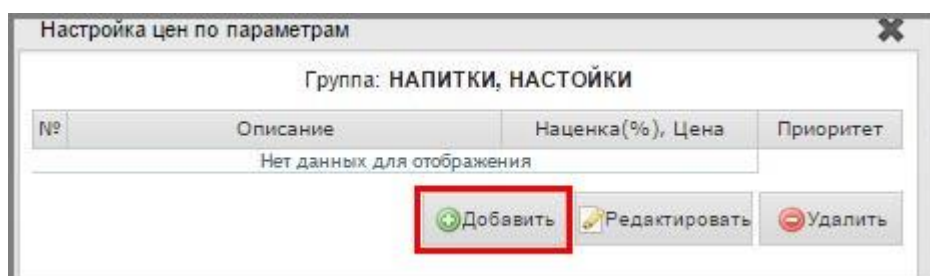 Настройка цен по параметрам
Группа: НАПИТКИ, НАСТОЙКИ
№ Описание Наценка(%), Цена Приоритет
Нет данных для отображения
Добавить Редактировать Удалить